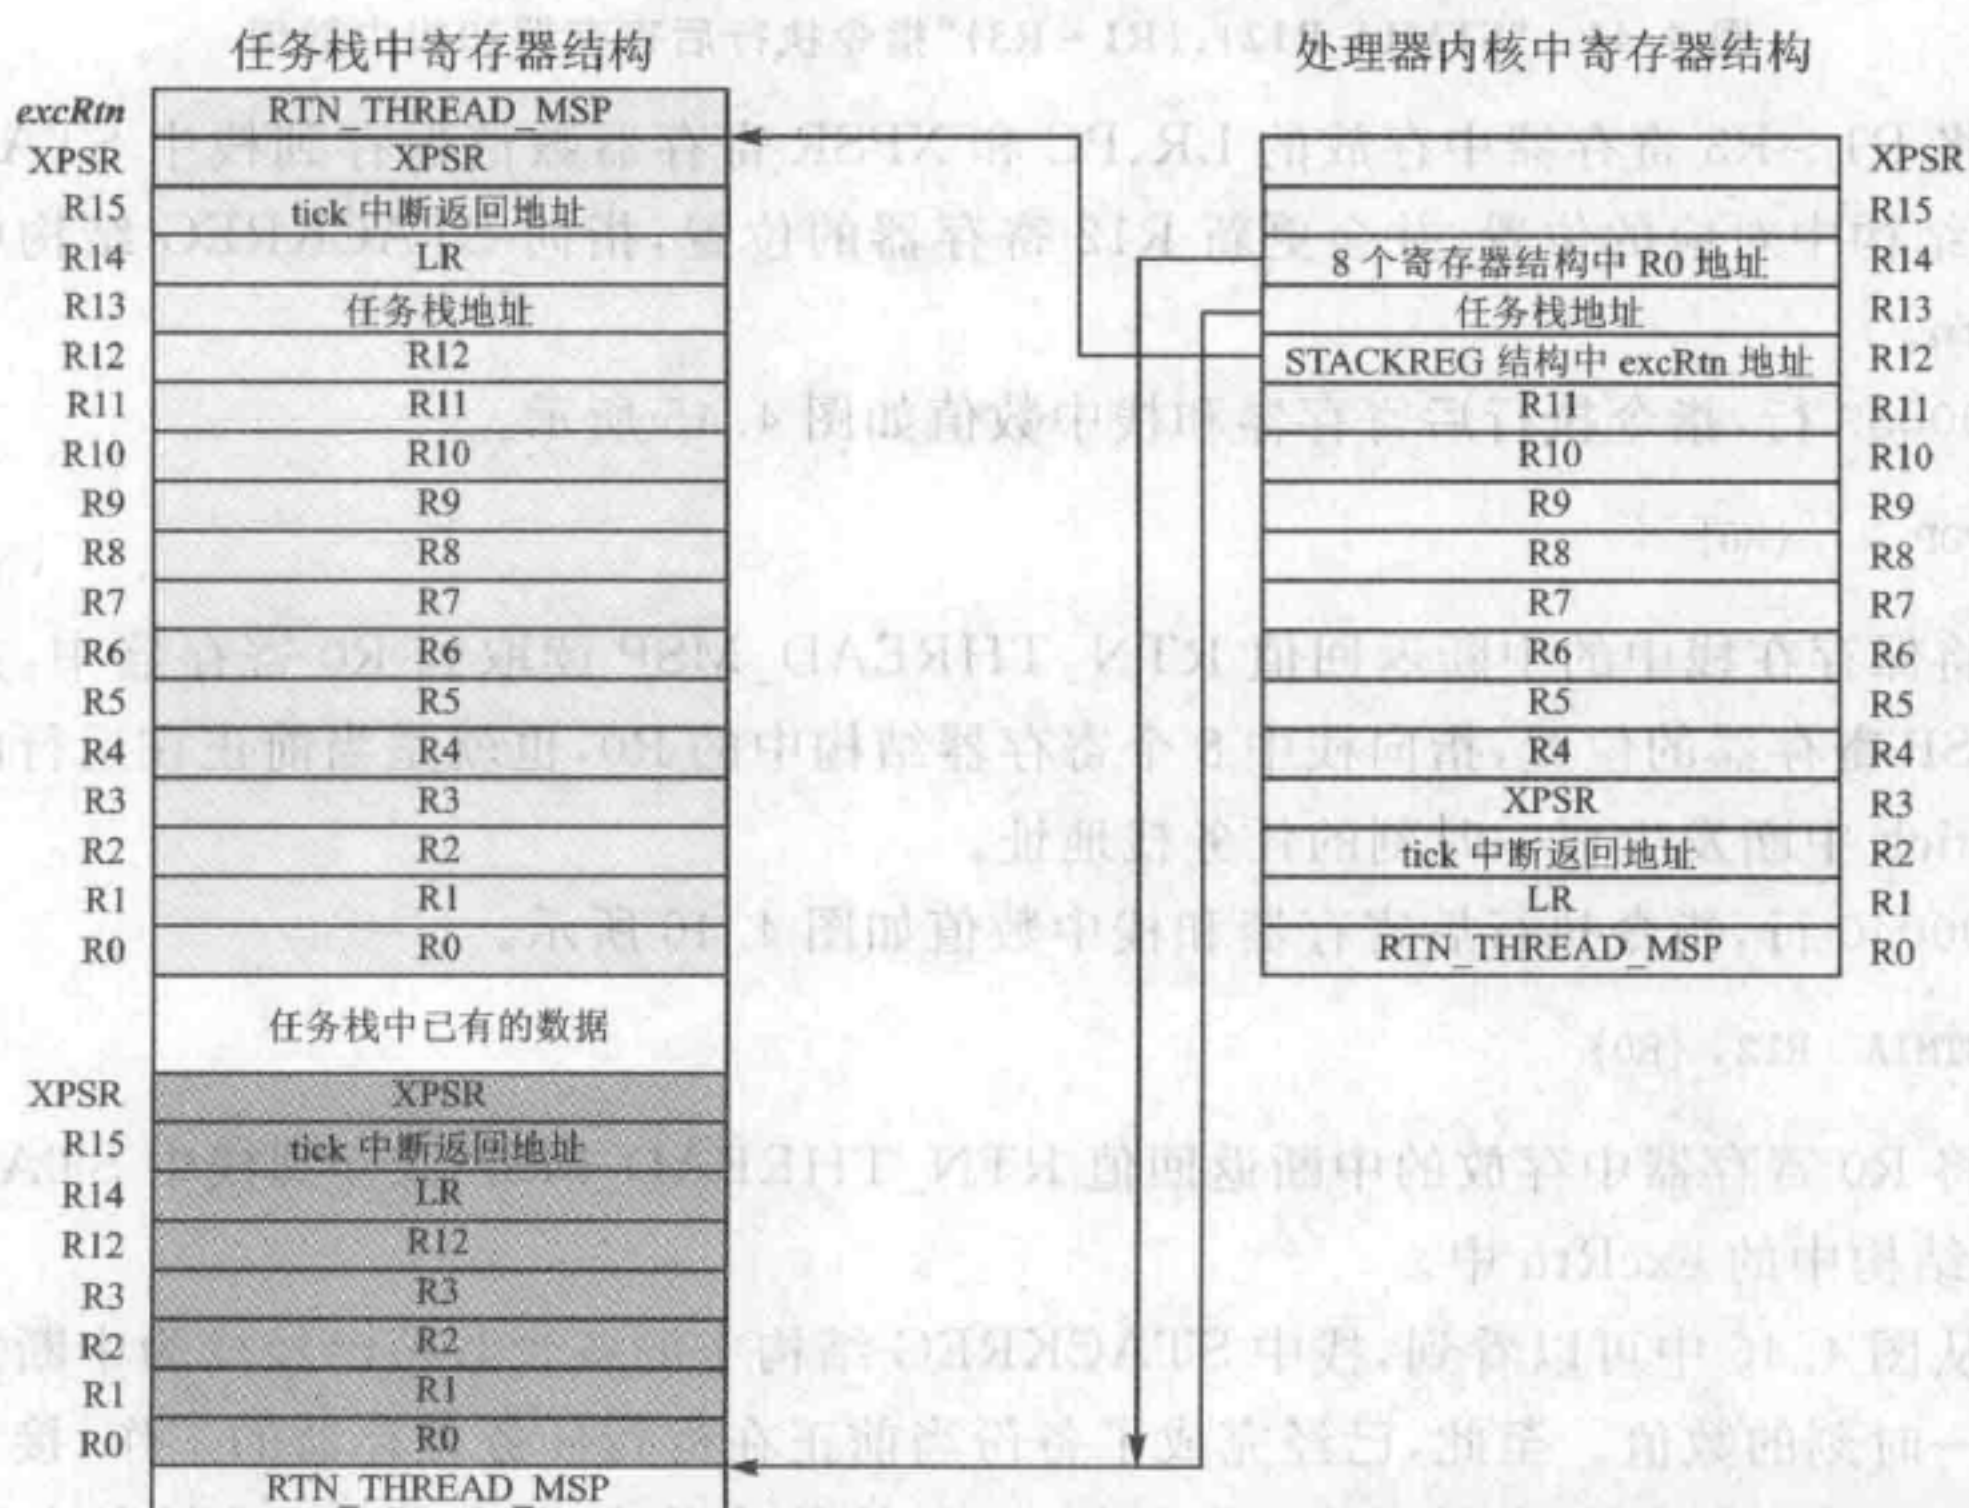 任务栈中寄存器结构
excRtn RTN_THREAD_MSP
XPSR XPSR
R15 tick 中断返回地址
R14 LR
R13 任务栈地址
R12 R12
R11 R11
R10 R10
R9 R9
R8 R8
R7 R7
R6 R6
R5 R5
R4 R4
R3 R3
R2 R2
R1 R1
R0 R0
任务栈中已有的数据
XPSR XPSR
R15 tick 中断返回地址
R14 LR
R12 R12
R3 R3
R2 R2
R1 R1
R0 R0
RTN_THREAD_MSP
处理器内核中寄存器结构
XPSR
R15
8 个寄存器结构中 R0 地址 R14
任务栈地址 R13
STACKREG 结构中 excRtn 地址 R12
R11 R11
R10 R10
R9 R9
R8 R8
R7 R7
R6 R6
R5 R5
R4 R4
XPSR R3
tick 中断返回地址 R2
LR R1
RTN_THREAD_MSP R0